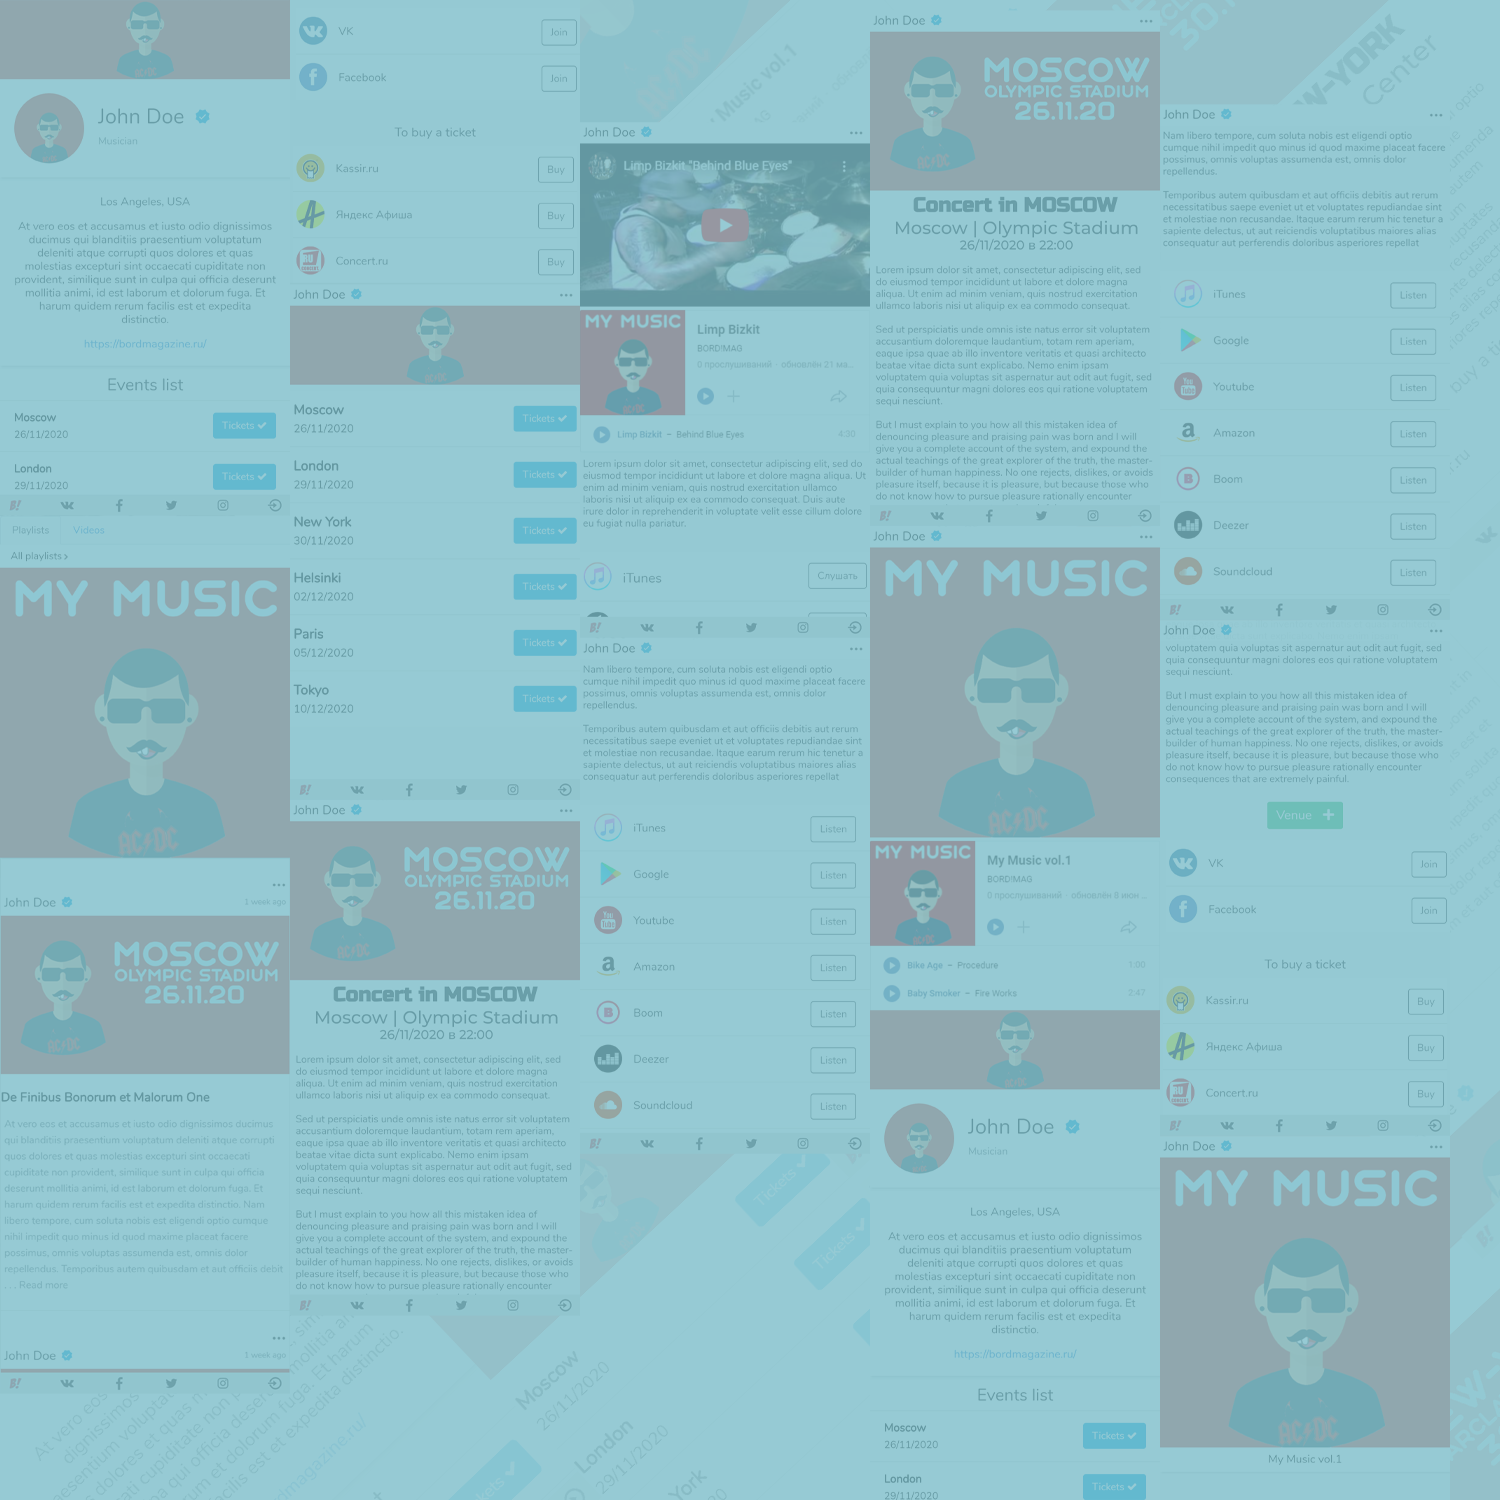 John Doe
Musician
Los Angeles, USA
At vero eos et accusamus et iusto odio dignissimos
ducimus qui blanditiis praesentium voluptatum
deleniti atque corrupti quos dolores et quas
molestias excepturi sint occaecati cupiditate non
provident, similique sunt in culpa qui officia deserunt
mollitia animi, id est laborum et dolorum fuga. Et
harum quidem rerum facilis est et expedita
distinctio.
https://bordmagazine.ru/
Events list
Moscow
26/11/2020
Tickets
London
29/11/2020
Tickets
Playlists
Videos
All playlists
MY MUSIC
AC DC
John Doe
1 week ago
MOSCOW
OLYMPIC STADIUM
26.11.20
De Finibus Bonorum et Malorum One
At vero eos et accusamus et iusto odio dignissimos ducimus
qui blanditiis praesentium voluptatum deleniti atque corrupti
quos dolores et quas molestias excepturi sint occaecati
cupiditate non provident, similique sunt in culpa qui officia
deserunt mollitia animi, id est laborum et dolorum fuga. Et
harum quidem rerum facilis est et expedita distinctio. Nam
libero tempore, cum soluta nobis est eligendi optio cumque
nihil impedit quo minus id quod maxime placeat facere
possimus, omnis voluptas assumenda est, omnis dolor
repellendus. Temporibus autem quibusdam et aut officiis debit
... Read more
John Doe
1 week ago
VK
Join
Facebook
Join
To buy a ticket
Kassir.ru
Buy
Яндекс Афиша
Buy
Concert.ru
Buy
John Doe
Moscow
26/11/2020
Tickets
London
29/11/2020
Tickets
New York
30/11/2020
Tickets
Helsinki
02/12/2020
Tickets
Paris
05/12/2020
Tickets
Tokyo
10/12/2020
Tickets
John Doe
MOSCOW
OLYMPIC STADIUM
26.11.20
Concert in MOSCOW
Moscow | Olympic Stadium
26/11/2020 в 22:00
Lorem ipsum dolor sit amet, consectetur adipiscing elit, sed
do eiusmod tempor incididunt ut labore et dolore magna
aliqua. Ut enim ad minim veniam, quis nostrud exercitation
ullamco laboris nisi ut aliquip ex ea commodo consequat.
Sed ut perspiciatis unde omnis iste natus error sit voluptatem
accusantium doloremque laudantium, totam rem aperiam,
eaque ipsa quae ab illo inventore veritatis et quasi architecto
beatae vitae dicta sunt explicabo. Nemo enim ipsam
voluptatem quia voluptas sit aspernatur aut odit aut fugit, sed
quia consequuntur magni dolores eos qui ratione voluptatem
sequi nesciunt.
But I must explain to you how all this mistaken idea of
denouncing pleasure and praising pain was born and I will
give you a complete account of the system, and expound the
actual teachings of the great explorer of the truth, the master-
builder of human happiness. No one rejects, dislikes, or avoids
pleasure itself, because it is pleasure, but because those who
do not know how to pursue pleasure rationally encounter
Music vol.1
John Doe
Limp Bizkit "Behind Blue Eyes"
MY MUSIC
Limp Bizkit
BORD!MAG
0 прослушиваний · обновлён 21 ма...
Limp Bizkit – Behind Blue Eyes
4:30
Lorem ipsum dolor sit amet, consectetur adipiscing elit, sed do
eiusmod tempor incididunt ut labore et dolore magna aliqua. Ut
enim ad minim veniam, quis nostrud exercitation ullamco
laboris nisi ut aliquip ex ea commodo consequat. Duis aute
irure dolor in reprehenderit in voluptate velit esse cillum dolore
eu fugiat nulla pariatur.
iTunes
Слушать
John Doe
Nam libero tempore, cum soluta nobis est eligendi optio
cumque nihil impedit quo minus id quod maxime placeat facere
possimus, omnis voluptas assumenda est, omnis dolor
repellendus.
Temporibus autem quibusdam et aut officiis debitis aut rerum
necessitatibus saepe eveniet ut et voluptates repudiandae sint
et molestiae non recusandae. Itaque earum rerum hic tenetur a
sapiente delectus, ut aut reiciendis voluptatibus maiores alias
consequatur aut perferendis doloribus asperiores repellat
iTunes
Listen
Google
Listen
Youtube
Listen
Amazon
Listen
Boom
Listen
Deezer
Listen
Soundcloud
Listen
Tickets
Tickets
Moscow
26/11/2020
London
29/11/2020
York
John Doe
MOSCOW
OLYMPIC STADIUM
26.11.20
Concert in MOSCOW
Moscow | Olympic Stadium
26/11/2020 в 22:00
Lorem ipsum dolor sit amet, consectetur adipiscing elit, sed
do eiusmod tempor incididunt ut labore et dolore magna
aliqua. Ut enim ad minim veniam, quis nostrud exercitation
ullamco laboris nisi ut aliquip ex ea commodo consequat.
Sed ut perspiciatis unde omnis iste natus error sit voluptatem
accusantium doloremque laudantium, totam rem aperiam,
eaque ipsa quae ab illo inventore veritatis et quasi architecto
beatae vitae dicta sunt explicabo. Nemo enim ipsam
voluptatem quia voluptas sit aspernatur aut odit aut fugit, sed
quia consequuntur magni dolores eos qui ratione voluptatem
sequi nesciunt.
But I must explain to you how all this mistaken idea of
denouncing pleasure and praising pain was born and I will
give you a complete account of the system, and expound the
actual teachings of the great explorer of the truth, the master-
builder of human happiness. No one rejects, dislikes, or avoids
pleasure itself, because it is pleasure, but because those who
do not know how to pursue pleasure rationally encounter
John Doe
MY MUSIC
AC DC
MY MUSIC
My Music vol.1
BORD!MAG
0 прослушиваний · обновлён 8 июн ...
Bike Age – Procedure
1:00
Baby Smoker – Fire Works
2:47
John Doe
Musician
Los Angeles, USA
At vero eos et accusamus et iusto odio dignissimos
ducimus qui blanditiis praesentium voluptatum
deleniti atque corrupti quos dolores et quas
molestias excepturi sint occaecati cupiditate non
provident, similique sunt in culpa qui officia deserunt
mollitia animi, id est laborum et dolorum fuga. Et
harum quidem rerum facilis est et expedita
distinctio.
https://bordmagazine.ru/
Events list
Moscow
26/11/2020
Tickets
London
29/11/2020
Tickets
W-YORK
Center
John Doe
Nam libero tempore, cum soluta nobis est eligendi optio
cumque nihil impedit quo minus id quod maxime placeat facere
possimus, omnis voluptas assumenda est, omnis dolor
repellendus.
Temporibus autem quibusdam et aut officiis debitis aut rerum
necessitatibus saepe eveniet ut et voluptates repudiandae sint
et molestiae non recusandae. Itaque earum rerum hic tenetur a
sapiente delectus, ut aut reiciendis voluptatibus maiores alias
consequatur aut perferendis doloribus asperiores repellat
iTunes
Listen
Google
Listen
Youtube
Listen
Amazon
Listen
Boom
Listen
Deezer
Listen
Soundcloud
Listen
John Doe
voluptatem quia voluptas sit aspernatur aut odit aut fugit, sed
quia consequuntur magni dolores eos qui ratione voluptatem
sequi nesciunt.
But I must explain to you how all this mistaken idea of
denouncing pleasure and praising pain was born and I will
give you a complete account of the system, and expound the
actual teachings of the great explorer of the truth, the master-
builder of human happiness. No one rejects, dislikes, or avoids
pleasure itself, because it is pleasure, but because those who
do not know how to pursue pleasure rationally encounter
consequences that are extremely painful.
Venue
VK
Join
Facebook
Join
To buy a ticket
Kassir.ru
Buy
Яндекс Афиша
Buy
Concert.ru
Buy
John Doe
MY MUSIC
AC DC
My Music vol.1